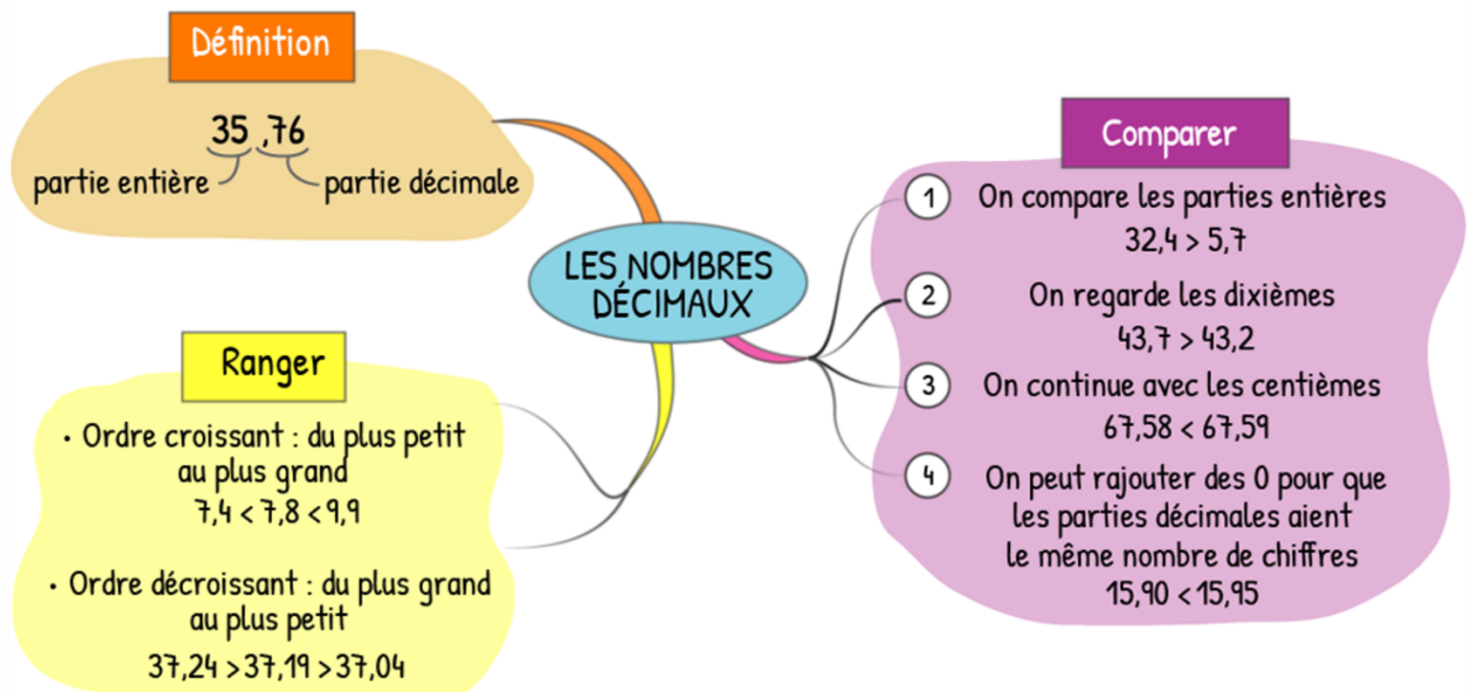 Définition
35 ,76
partie entière
partie décimale
LES NOMBRES
DÉCIMAUX
Ranger
• Ordre croissant : du plus petit
au plus grand
7,4 < 7,8 < 9,9
• Ordre décroissant : du plus grand
au plus petit
37,24 > 37,19 > 37,04
Comparer
1 On compare les parties entières
32,4 > 5,7
2 On regarde les dixièmes
43,7 > 43,2
3 On continue avec les centièmes
67,58 < 67,59
4 On peut rajouter des 0 pour que
les parties décimales aient
le même nombre de chiffres
15,90 < 15,95